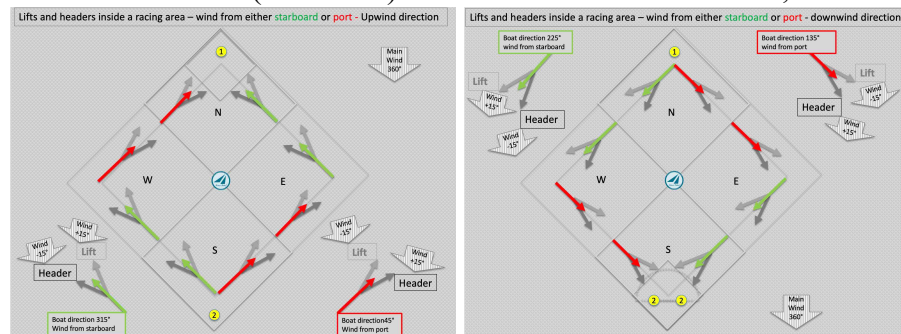 Lifts and headers inside a racing area – wind from either starboard or port - Upwind direction
1
Main
Wind
360°
N
W
E
S
2
Wind
+15°
Wind
-15°
Lift
Header
Boat direction 315°
Wind from starboard
Wind
-15°
Lift
Wind
+15°
Header
Boat direction45°
Wind from port
Lifts and headers inside a racing area – wind from either starboard or port - downwind direction
Boat direction 225°
wind from starboard
Lift
Wind
+15°
Header
Wind
-15°
1
Boat direction 135°
wind from port
Lift
Wind
-15°
Header
Wind
+15°
N
W
E
S
2 2
Main
Wind
360°